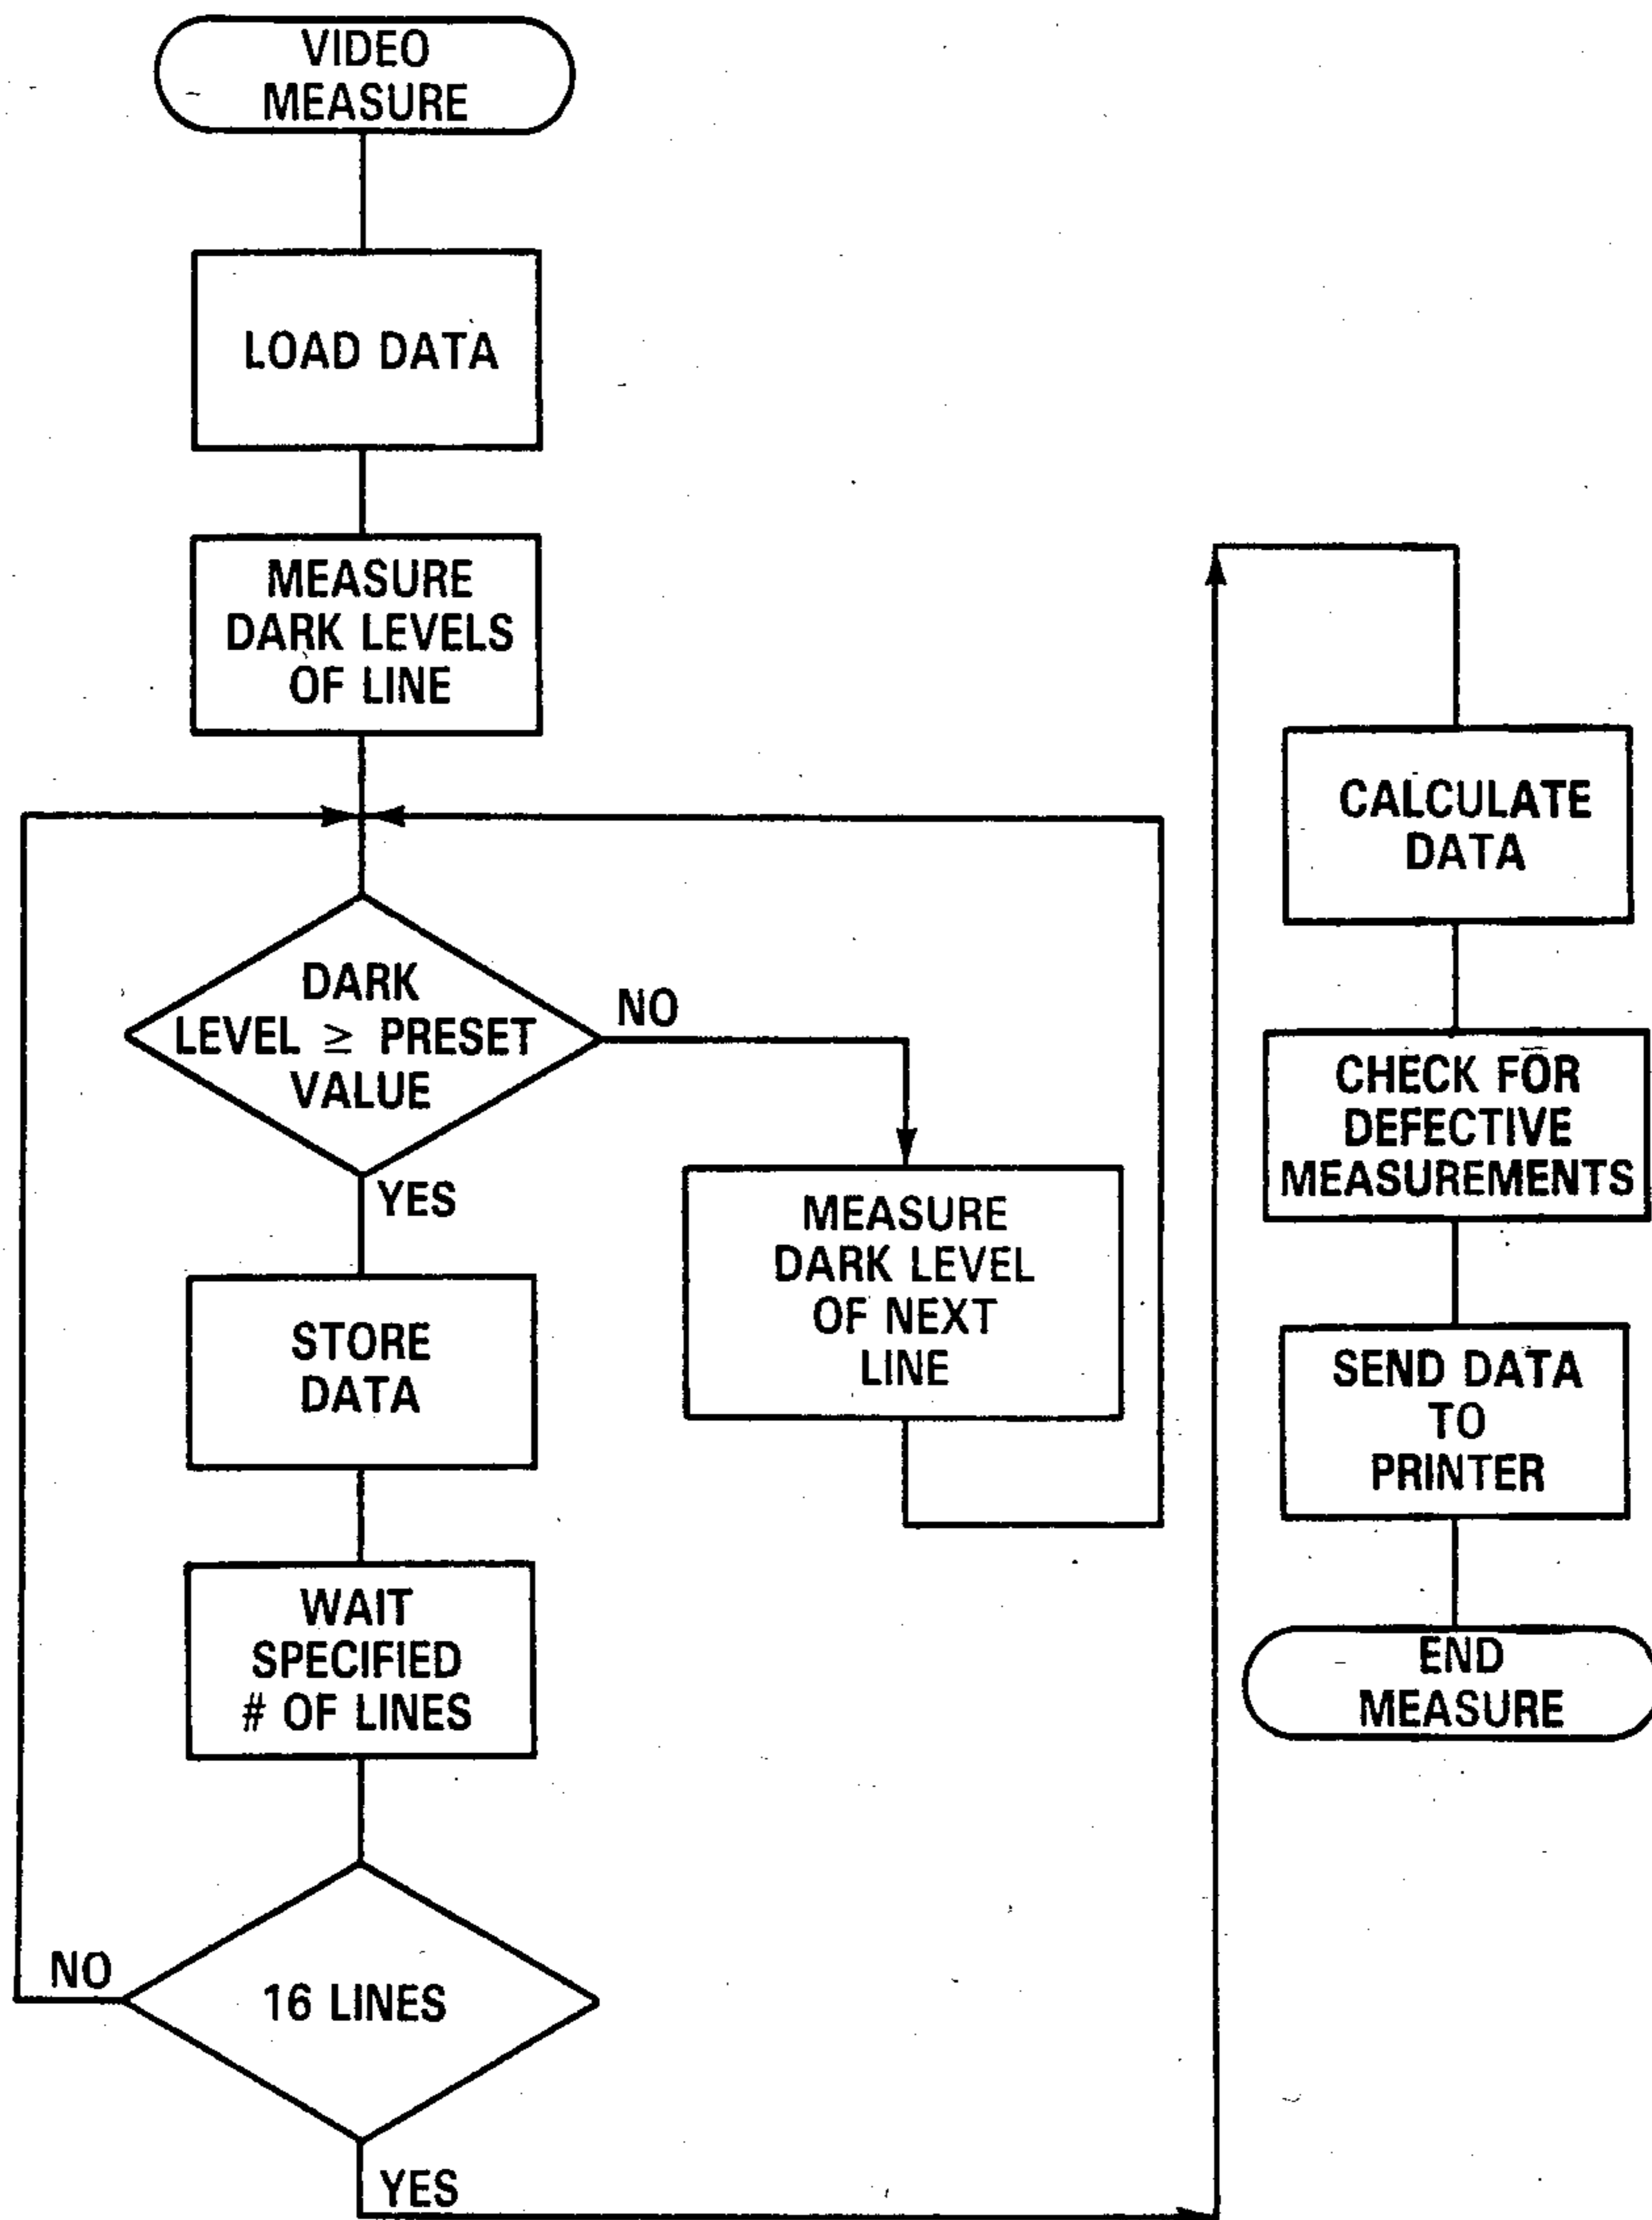 VIDEO
MEASURE
LOAD DATA
MEASURE
DARK LEVELS
OF LINE
DARK
LEVEL ≥ PRESET
VALUE
NO
YES
MEASURE
DARK LEVEL
OF NEXT
LINE
STORE
DATA
WAIT
SPECIFIED
# OF LINES
NO
16 LINES
YES
CALCULATE
DATA
CHECK FOR
DEFECTIVE
MEASUREMENTS
SEND DATA
TO
PRINTER
END
MEASURE